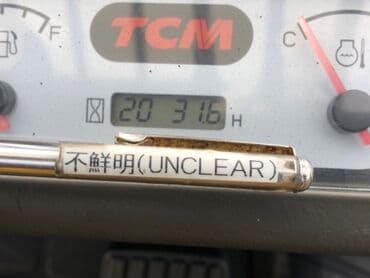 F
TCM
C
20 31.6 H
不鮮明(UNCLEAR)